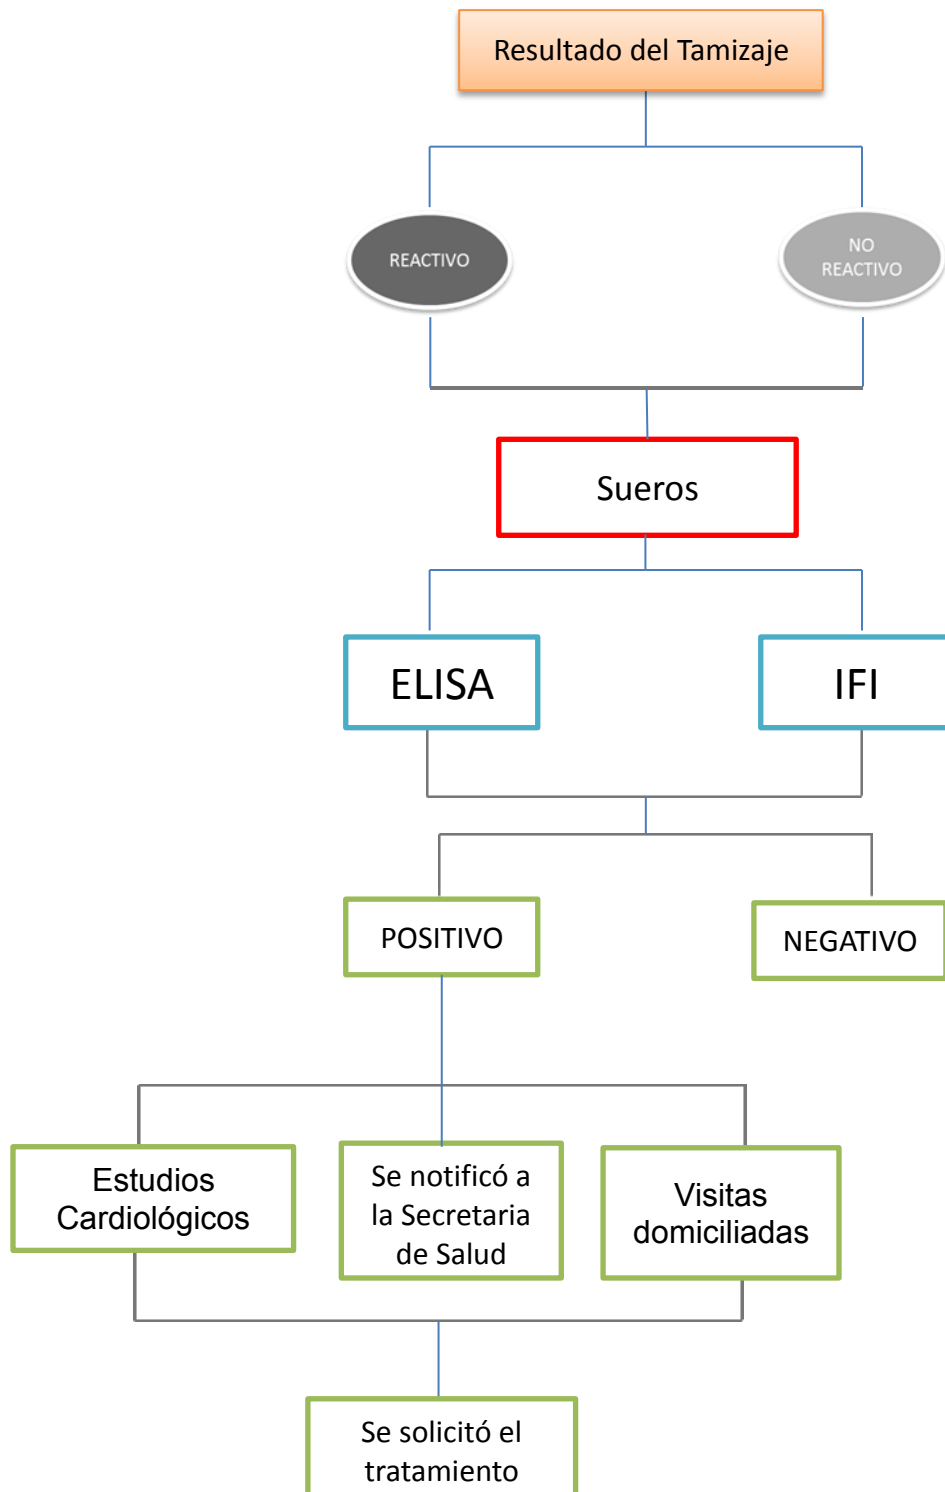 Resultado del Tamizaje
REACTIVO
NO
REACTIVO
Sueros
ELISA
IFI
POSITIVO
NEGATIVO
Estudios
Cardiológicos
Se notificó a
la Secretaria
de Salud
Visitas
domiciliadas
Se solicitó el
tratamiento